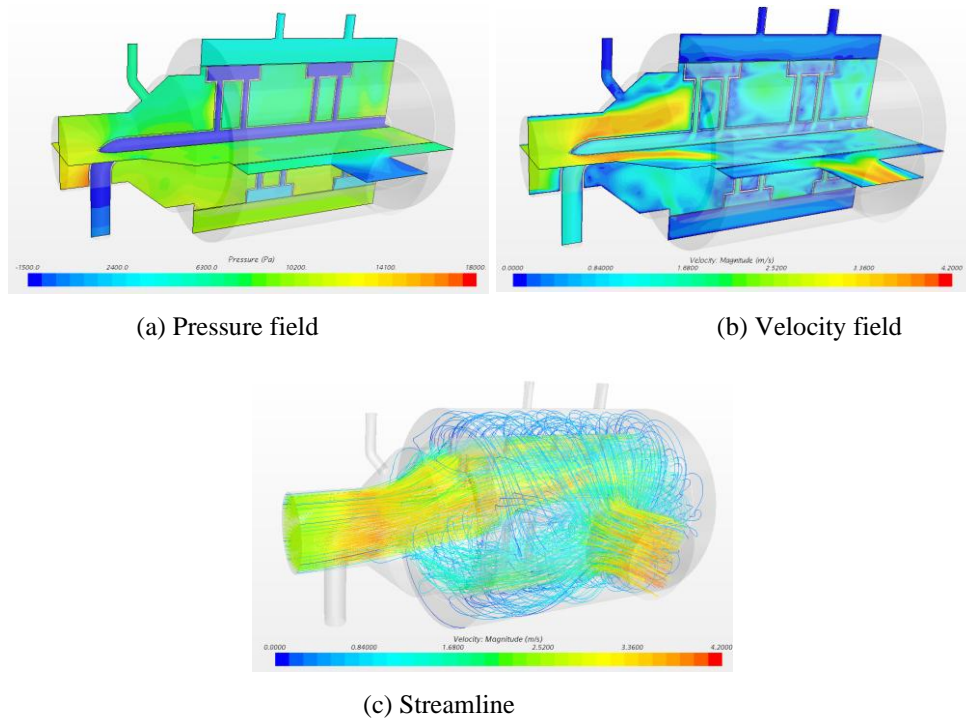 Pressure (Pa)
-1500.0 2400.0 6300.0 10200 14100 18000
Velocity: Magnitude (m/s)
0.0000 0.84000 1.6800 2.5200 3.3600 4.2000
(a) Pressure field
(b) Velocity field
Velocity: Magnitude (m/s)
0.0000 0.84000 1.6800 2.5200 3.3600 4.2000
(c) Streamline